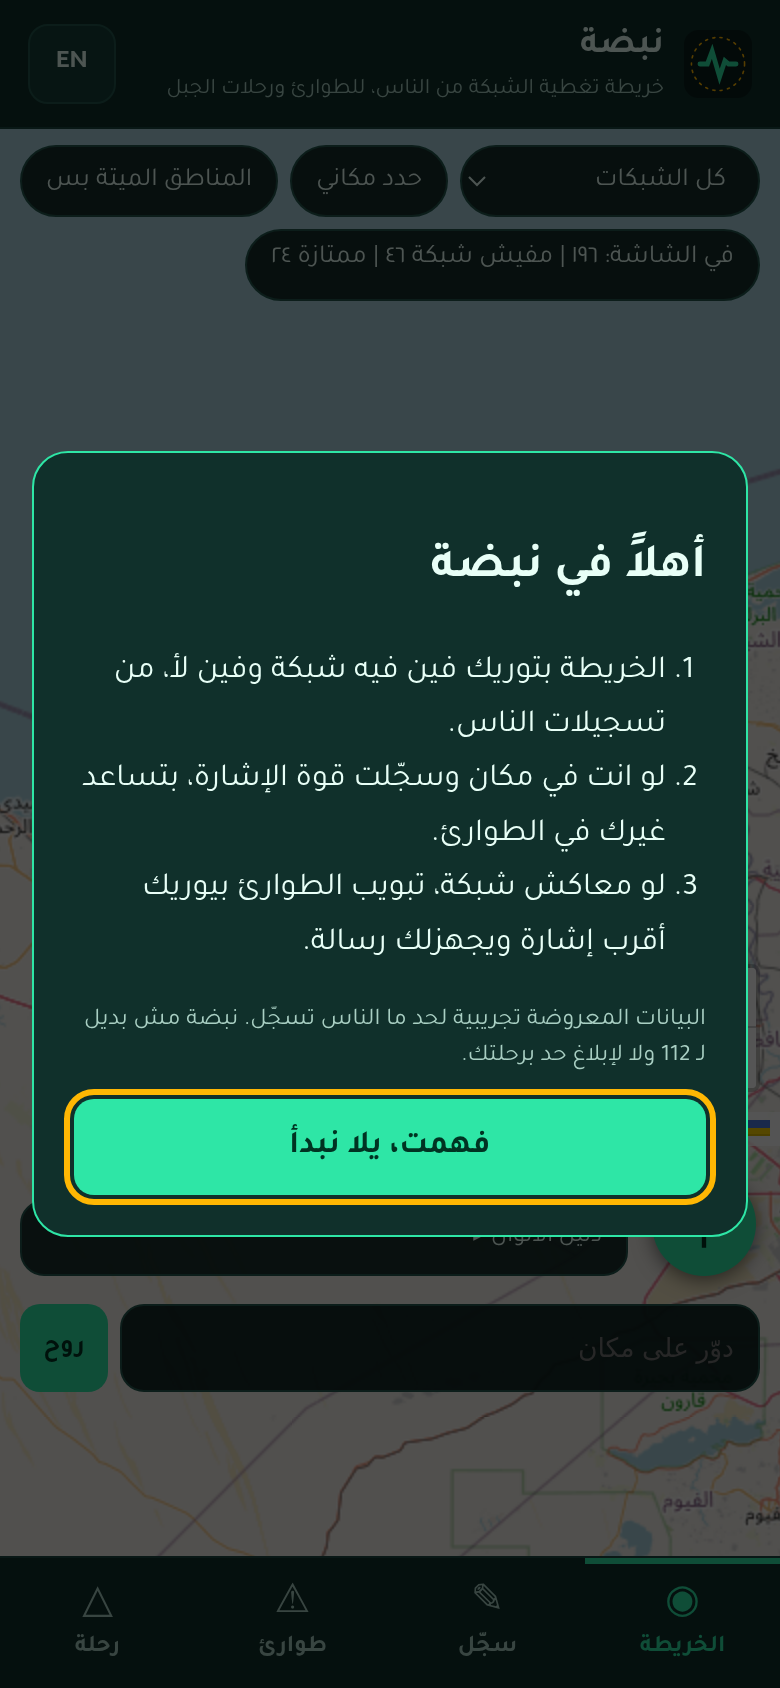 نبضة
خريطة تغطية الشبكة من الناس، للطوارئ ورحلات الجبل
EN
كل الشبكات
حدد مكاني
المناطق الميتة بس
في الشاشة: ١٩٦ | مفيش شبكة ٤٦ | ممتازة ٢٤
أهلاً في نبضة
1. الخريطة بتوريك فين فيه شبكة وفين لأ، من
تسجيلات الناس.
2. لو انت في مكان وسجّلت قوة الإشارة، بتساعد
غيرك في الطوارئ.
3. لو معاكش شبكة، تبويب الطوارئ بيوريك
أقرب إشارة ويجهزلك رسالة.
البيانات المعروضة تجريبية لحد ما الناس تسجّل. نبضة مش بديل
لـ 112 ولا لإبلاغ حد برحلتك.
فهمت، يلا نبدأ
دليل الألوان
دوّر على مكان
روح
قارون
الفيوم
الخريطة
سجّل
طوارئ
رحلة